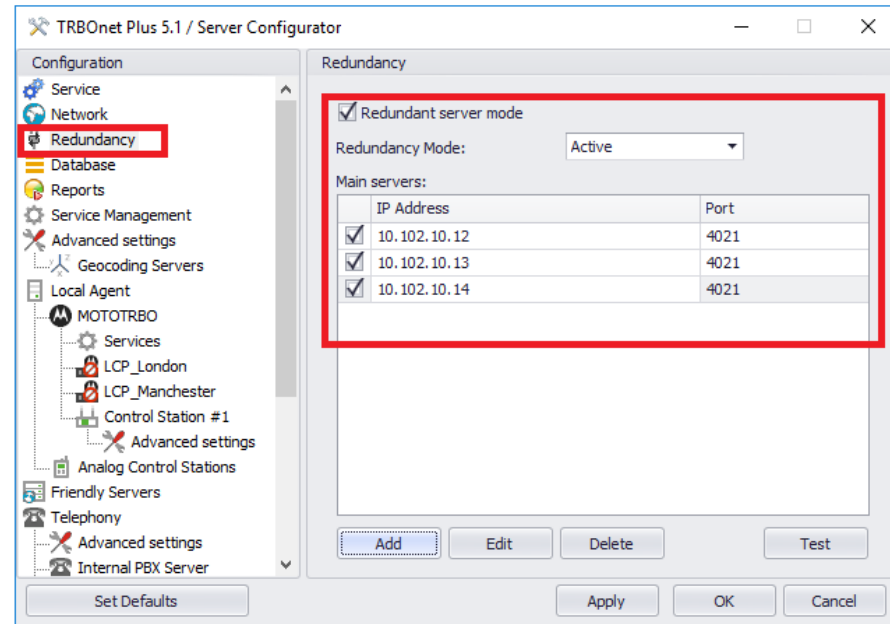 TRBOnet Plus 5.1 / Server Configurator
Configuration
Service
Network
Redundancy
Database
Reports
Service Management
Advanced settings
Geocoding Servers
Local Agent
MOTOTRBO
Services
LCP_London
LCP_Manchester
Control Station #1
Advanced settings
Analog Control Stations
Friendly Servers
Telephony
Advanced settings
Internal PBX Server
Set Defaults
Redundancy
Redundant server mode
Redundancy Mode: Active
Main servers:
IP Address Port
10.102.10.12 4021
10.102.10.13 4021
10.102.10.14 4021
Add Edit Delete Test
Apply OK Cancel